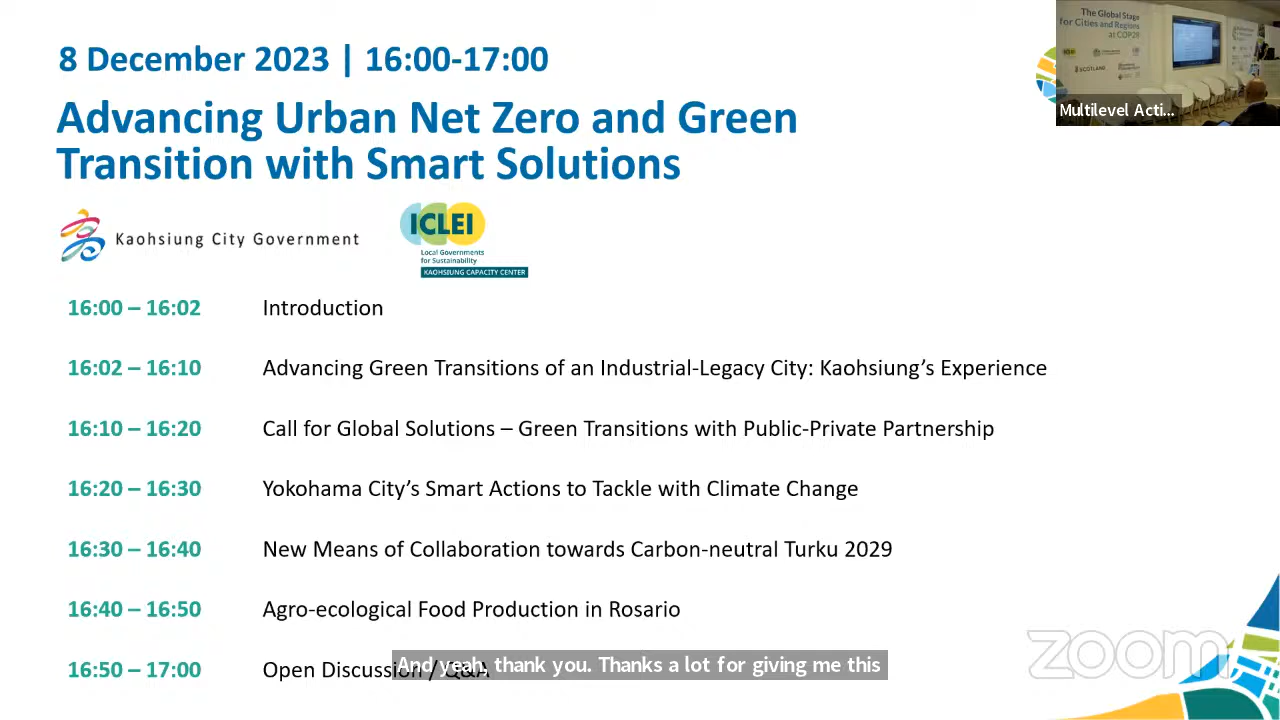 8 December 2023 | 16:00-17:00
Advancing Urban Net Zero and Green
Transition with Smart Solutions
Kaohsiung City Government
ICLEI
Local Governments
for Sustainability
KAOHSIUNG CAPACITY CENTER
16:00 – 16:02 Introduction
16:02 – 16:10 Advancing Green Transitions of an Industrial-Legacy City: Kaohsiung's Experience
16:10 – 16:20 Call for Global Solutions – Green Transitions with Public-Private Partnership
16:20 – 16:30 Yokohama City's Smart Actions to Tackle with Climate Change
16:30 – 16:40 New Means of Collaboration towards Carbon-neutral Turku 2029
16:40 – 16:50 Agro-ecological Food Production in Rosario
16:50 – 17:00 Open Discussion / Q&A
And yeah, thank you. Thanks a lot for giving me this
zoom
The Global Stage
for Cities and Regions
at COP28
SCOTLAND
Multilevel Acti...